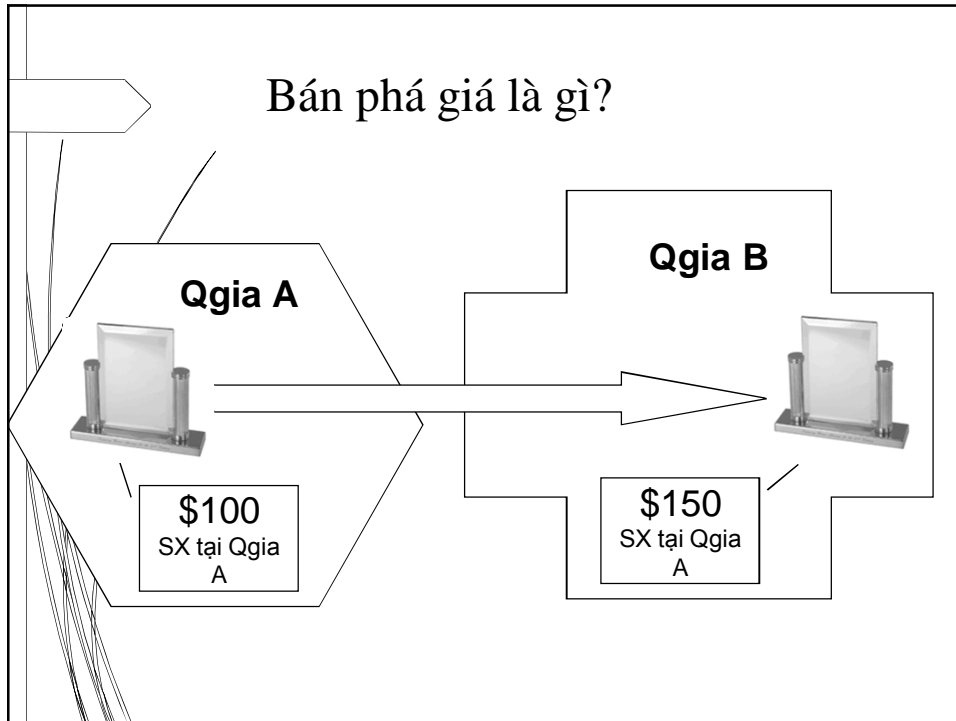 Bán phá giá là gì?
Qgia A
Qgia B
$100
SX tại Qgia
A
$150
SX tại Qgia
A